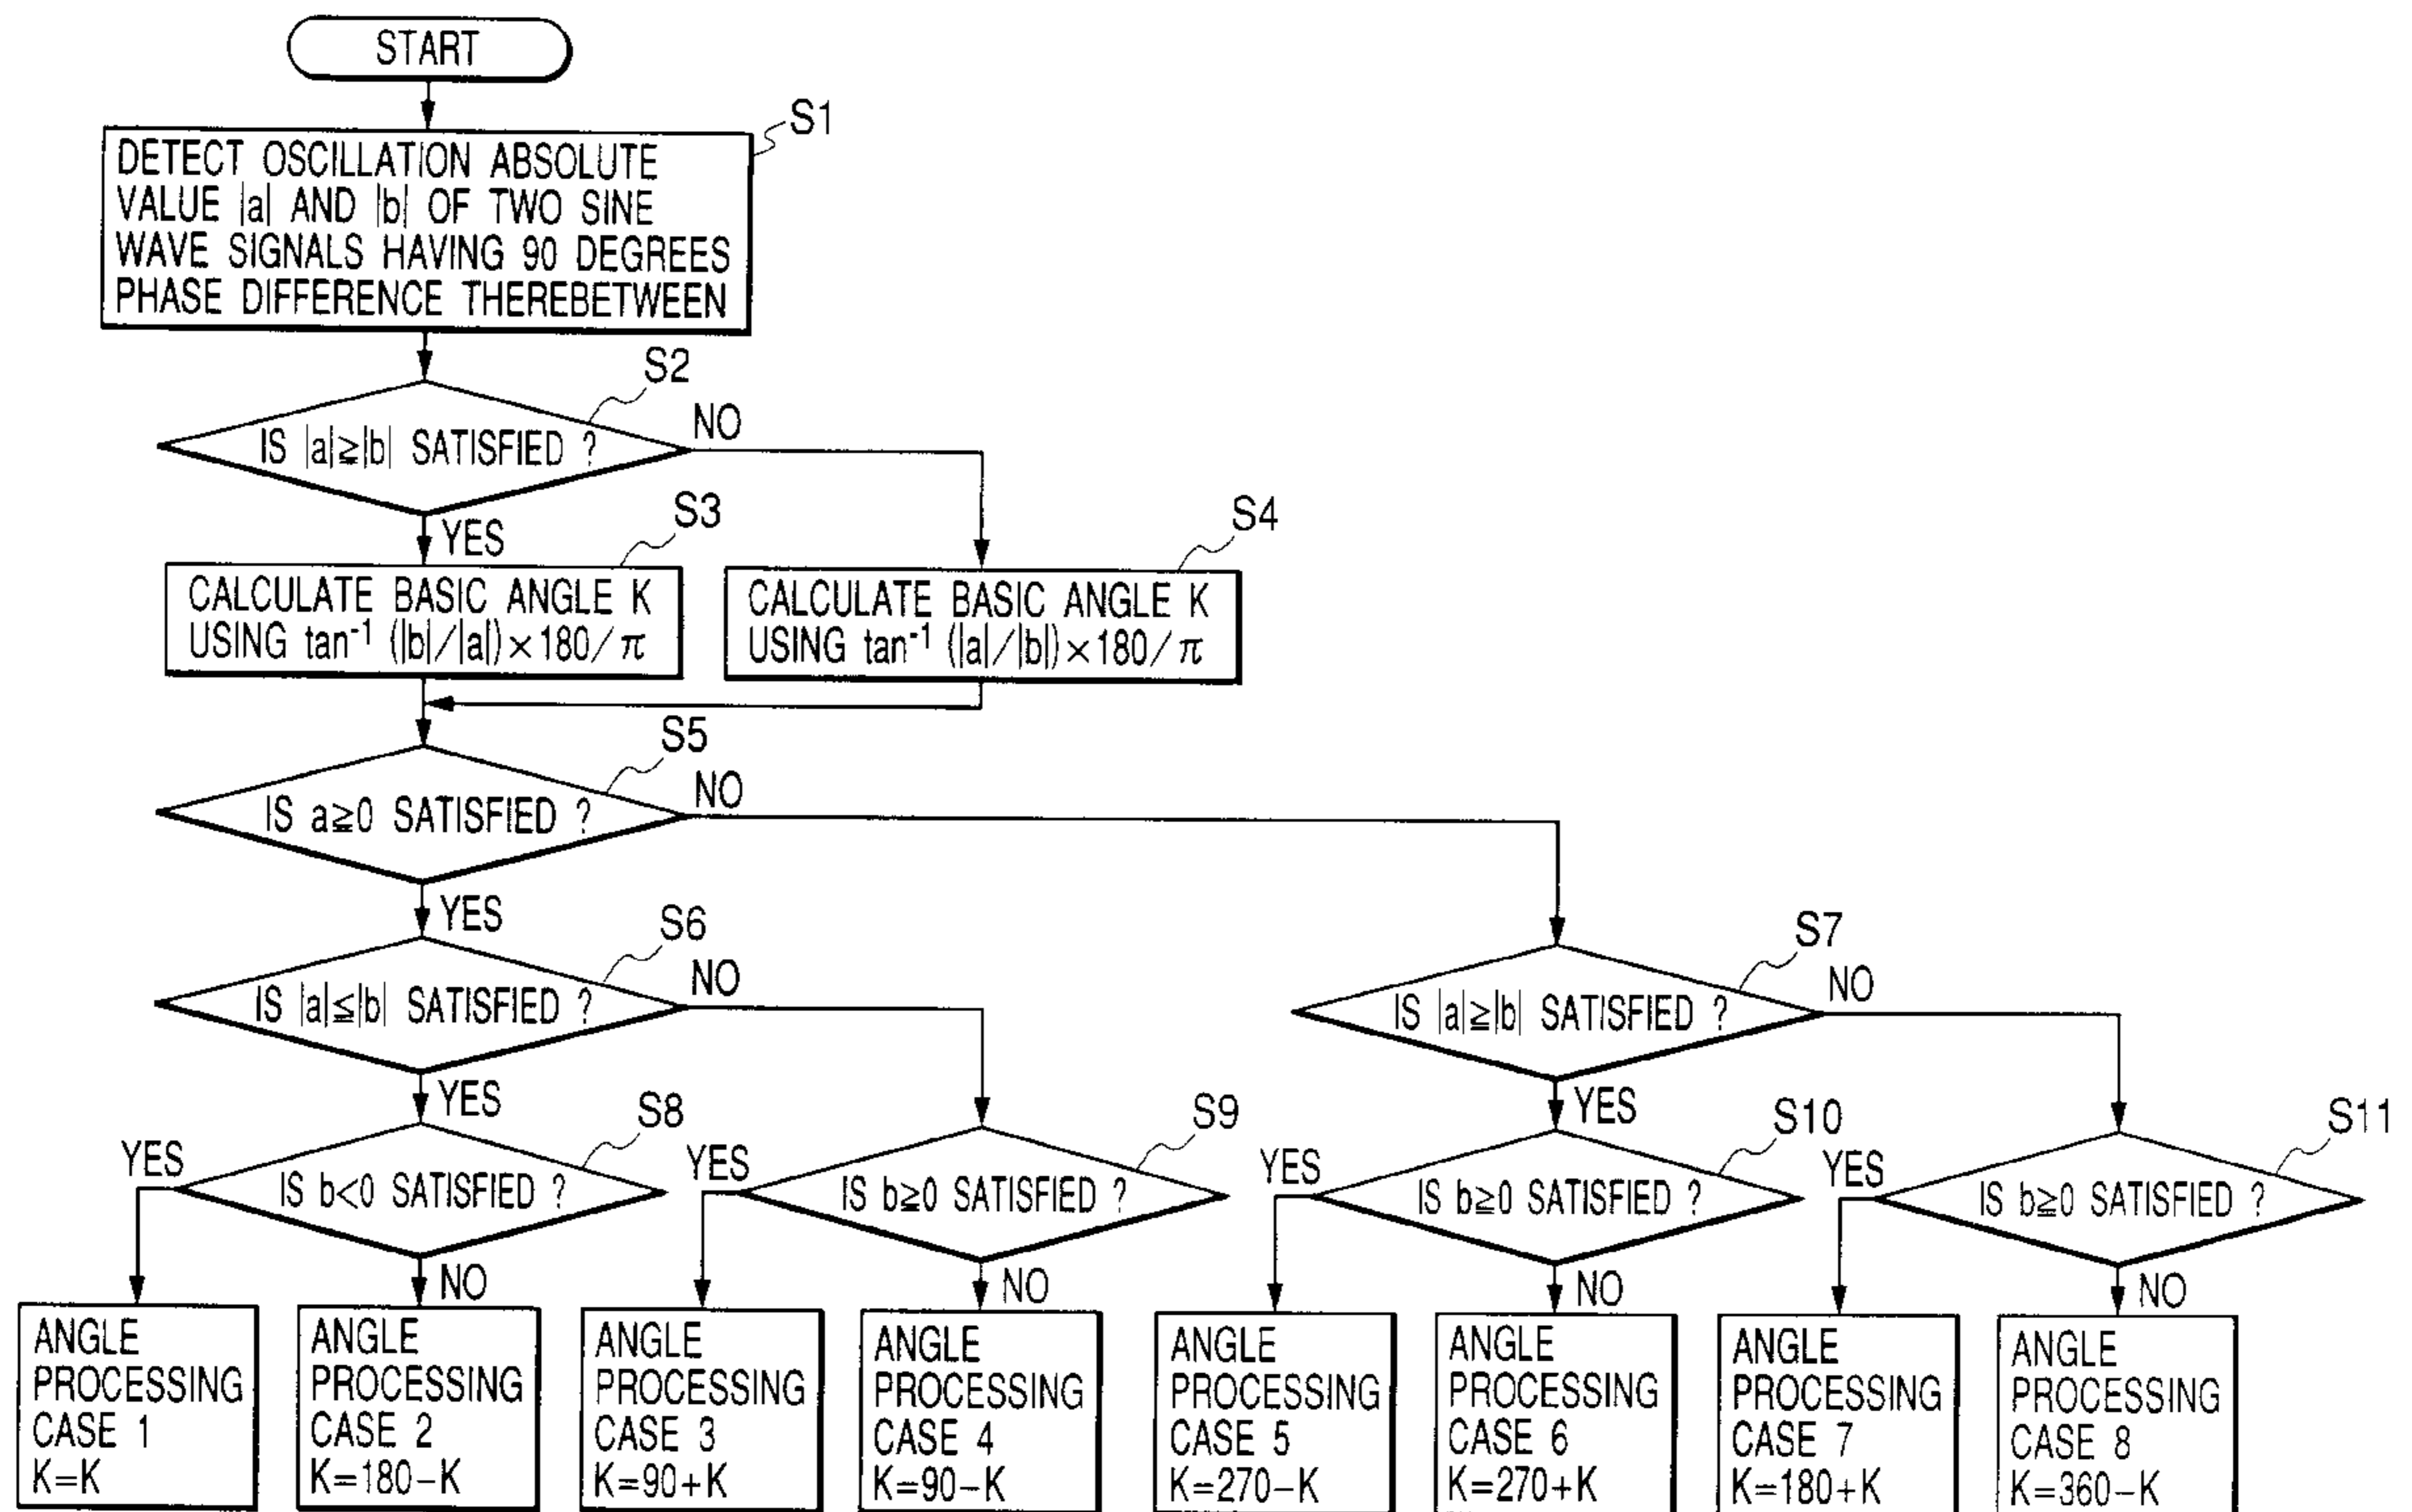 START
S1
DETECT OSCILLATION ABSOLUTE
VALUE |a| AND |b| OF TWO SINE
WAVE SIGNALS HAVING 90 DEGREES
PHASE DIFFERENCE THEREBETWEEN
S2
IS |a|≧|b| SATISFIED ?
NO
YES
S3
CALCULATE BASIC ANGLE K
USING tan⁻¹ (|b|/|a|)×180/π
S4
CALCULATE BASIC ANGLE K
USING tan⁻¹ (|a|/|b|)×180/π
S5
IS a≧0 SATISFIED ?
NO
YES
S6
IS |a|≦|b| SATISFIED ?
NO
YES
S7
IS |a|≧|b| SATISFIED ?
NO
YES
S8
YES
IS b<0 SATISFIED ?
NO
S9
YES
IS b≧0 SATISFIED ?
NO
S10
YES
IS b≧0 SATISFIED ?
NO
S11
YES
IS b≧0 SATISFIED ?
NO
ANGLE
PROCESSING
CASE 1
K=K
ANGLE
PROCESSING
CASE 2
K=180−K
ANGLE
PROCESSING
CASE 3
K=90+K
ANGLE
PROCESSING
CASE 4
K=90−K
ANGLE
PROCESSING
CASE 5
K=270−K
ANGLE
PROCESSING
CASE 6
K=270+K
ANGLE
PROCESSING
CASE 7
K=180+K
ANGLE
PROCESSING
CASE 8
K=360−K